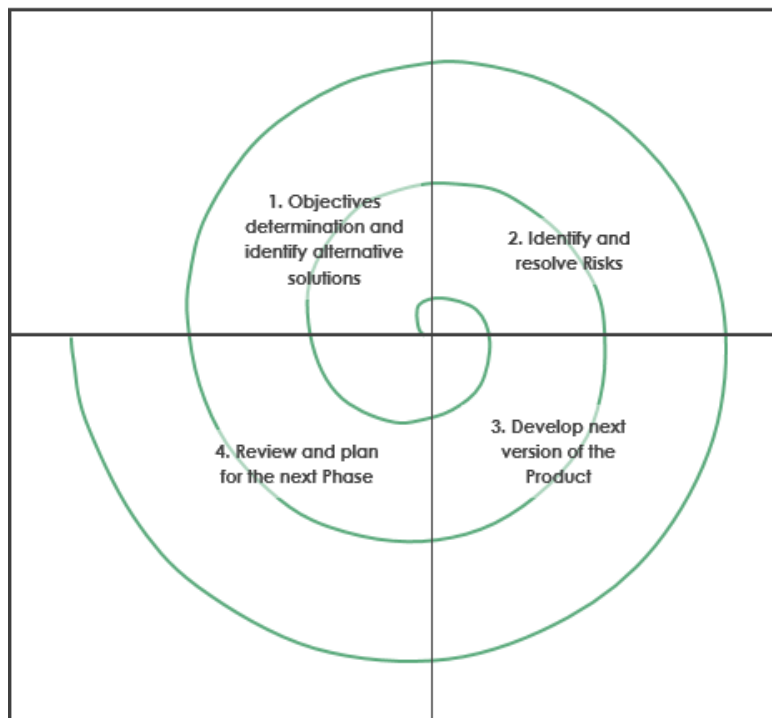 1. Objectives
determination and
identify alternative
solutions
2. Identify and
resolve Risks
3. Develop next
version of the
Product
4. Review and plan
for the next Phase